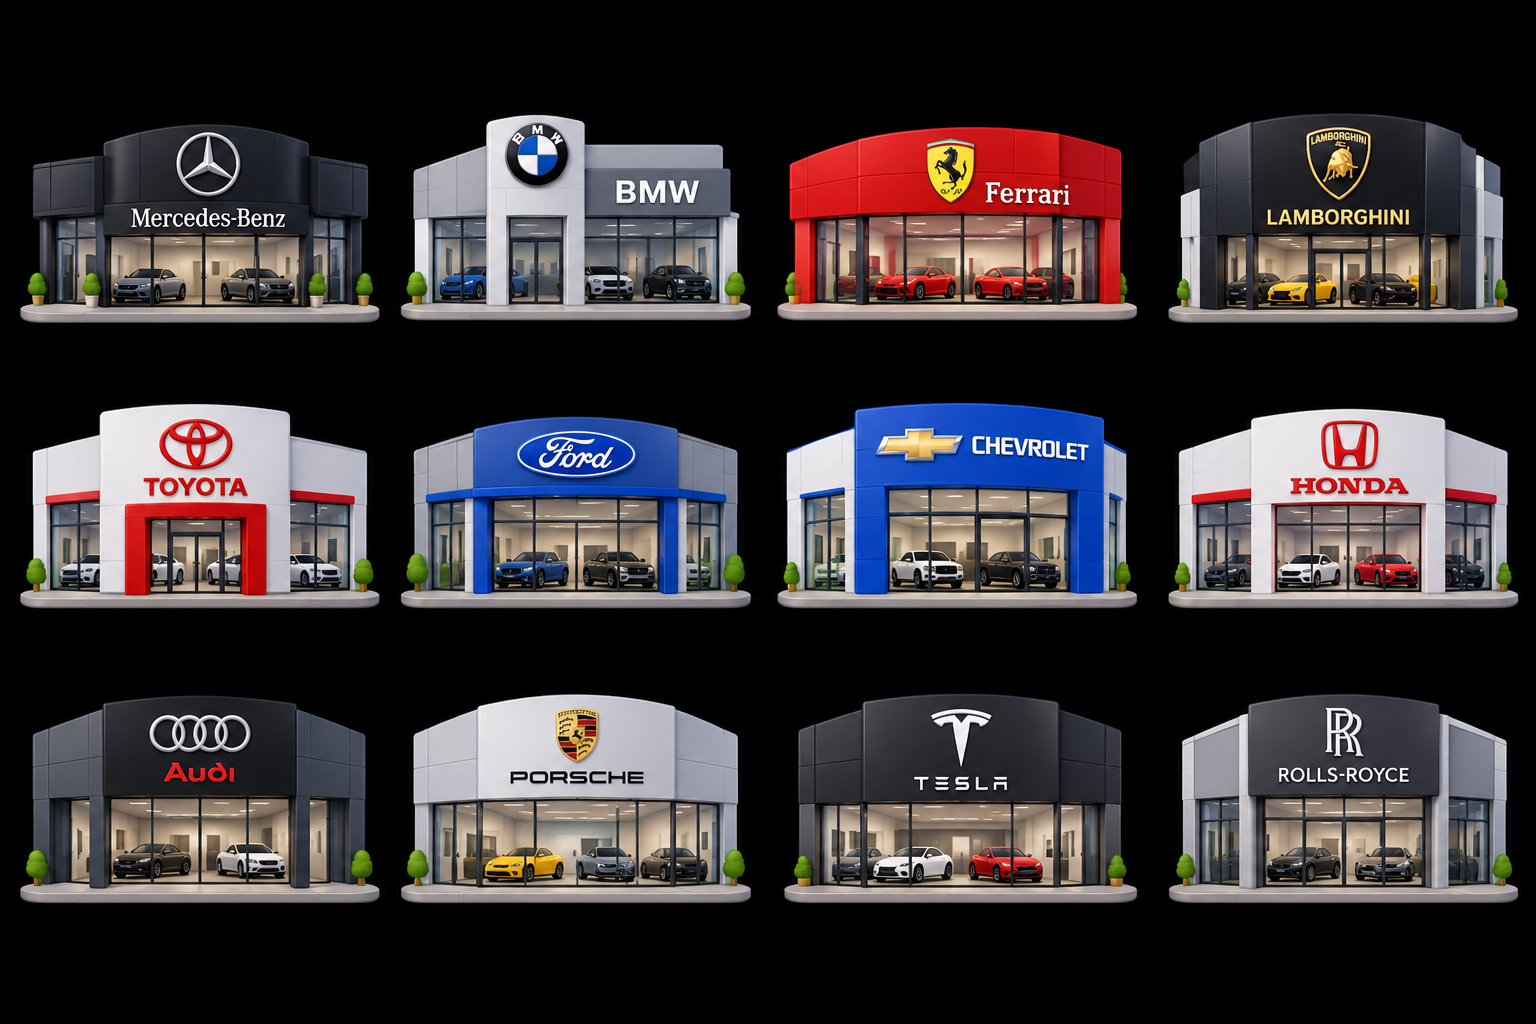 Mercedes-Benz
BMW
BMW
Ferrari
LAMBORGHINI
LAMBORGHINI
TOYOTA
Ford
CHEVROLET
HONDA
Audi
PORSCHE
TESLA
RR
ROLLS-ROYCE